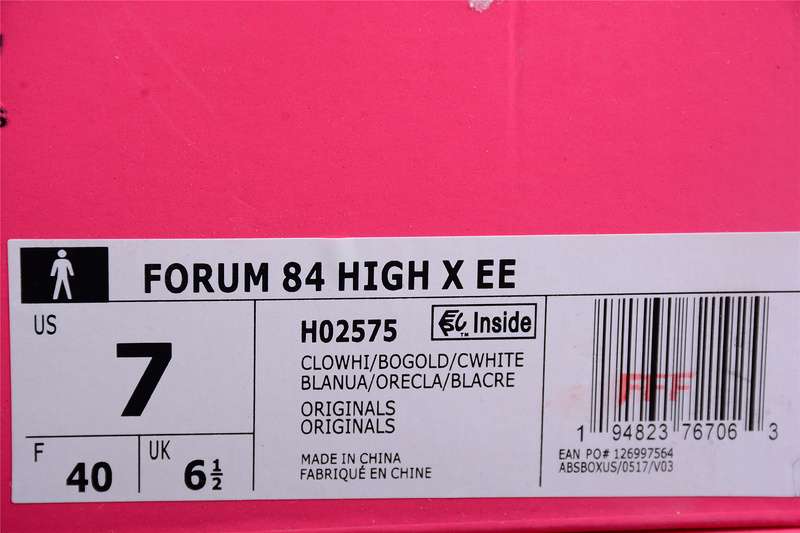 FORUM 84 HIGH X EE
US
7
F
40
UK
6½
H02575
Inside
TM
CLOWHI/BOGOLD/CWHITE
BLANUA/ORECLA/BLACRE
ORIGINALS
ORIGINALS
MADE IN CHINA
FABRIQUÉ EN CHINE
FFF
1 94823 76706 3
EAN PO# 126997564
ABSBOXUS/0517/V03